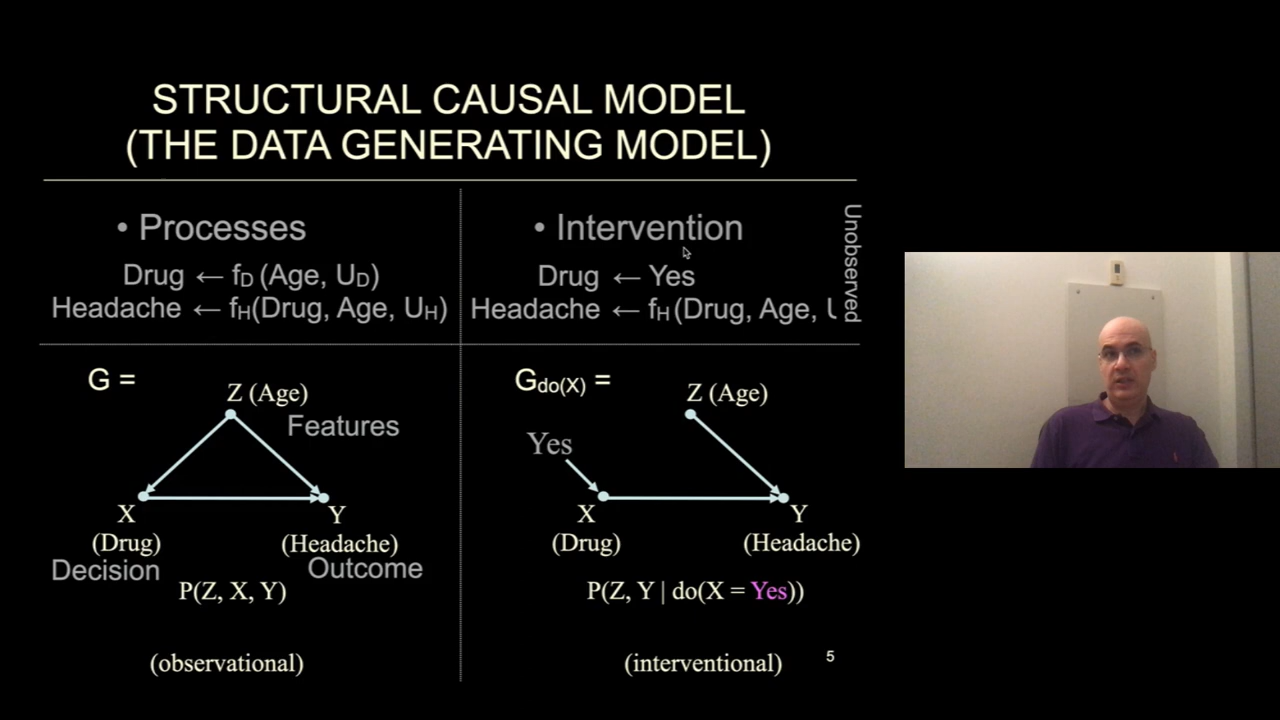 STRUCTURAL CAUSAL MODEL
(THE DATA GENERATING MODEL)
• Processes
Drug ← fD (Age, UD)
Headache ← fH(Drug, Age, UH)
• Intervention
Drug ← Yes
Headache ← fH(Drug, Age,
Unobserved
G =
Z (Age)
Features
X
(Drug)
Decision
Y
(Headache)
Outcome
P(Z, X, Y)
(observational)
Gdo(X) =
Z (Age)
Yes
X
(Drug)
Y
(Headache)
P(Z, Y | do(X = Yes))
(interventional)
5